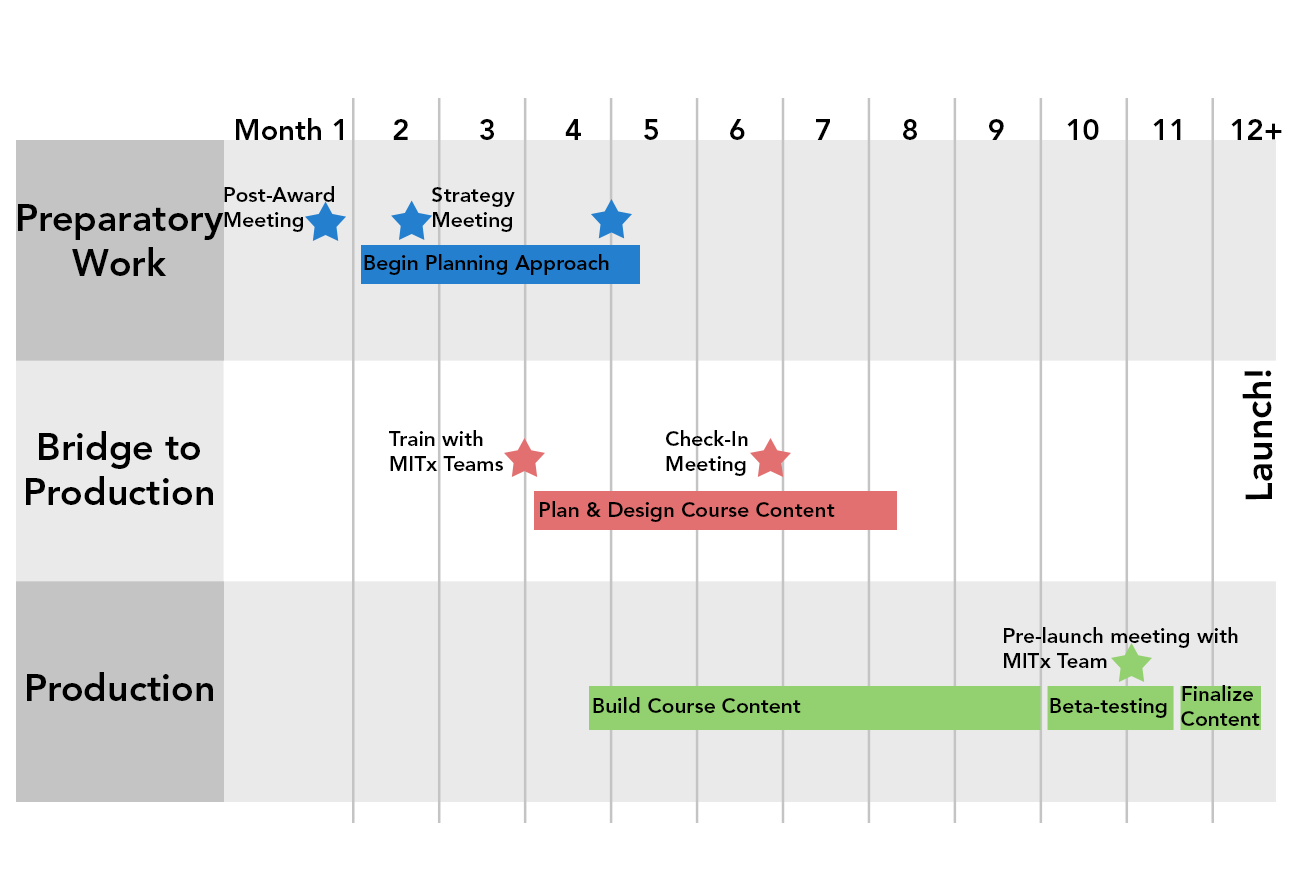 Month 1 2 3 4 5 6 7 8 9 10 11 12+
Preparatory
Work
Post-Award
Meeting
Strategy
Meeting
Begin Planning Approach
Bridge to
Production
Train with
MITx Teams
Check-In
Meeting
Plan & Design Course Content
Launch!
Production
Pre-launch meeting with
MITx Team
Build Course Content
Beta-testing
Finalize
Content